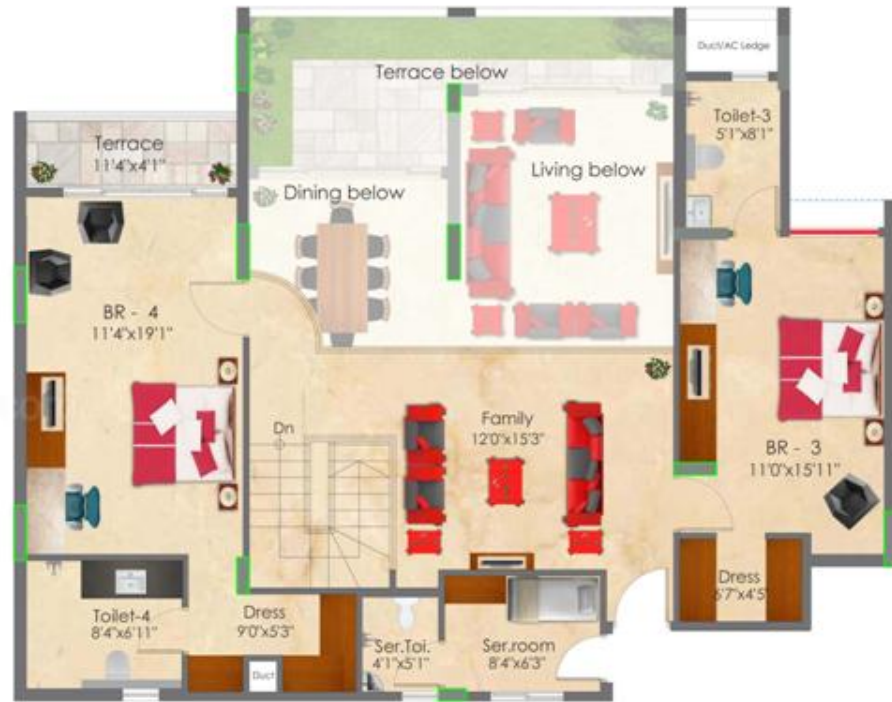 Duct/AC Ledge
Terrace below
Toilet-3
5'1"x8'1"
Terrace
11'4"x4'1"
Living below
Dining below
BR - 4
11'4"x19'1"
Family
12'0"x15'3"
Dn
BR - 3
11'0"x15'11"
Dress
6'7"x4'5"
Toilet-4
8'4"x6'11"
Dress
9'0"x5'3"
Ser.Toi.
4'1"x5'1"
Ser.room
8'4"x6'3"
Duct